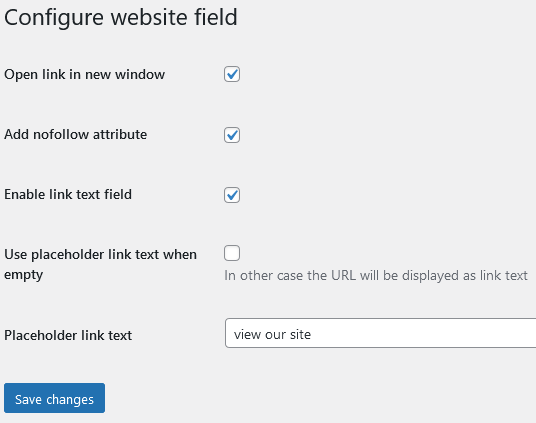 Configure website field
Open link in new window
Add nofollow attribute
Enable link text field
Use placeholder link text when
empty
In other case the URL will be displayed as link text
Placeholder link text
view our site
Save changes